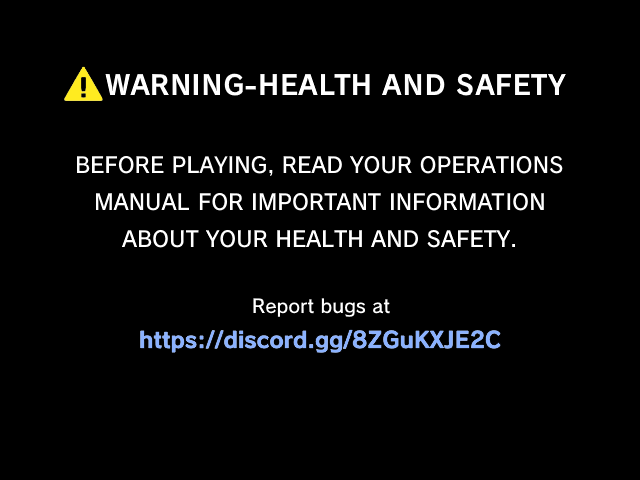 WARNING-HEALTH AND SAFETY
BEFORE PLAYING, READ YOUR OPERATIONS
MANUAL FOR IMPORTANT INFORMATION
ABOUT YOUR HEALTH AND SAFETY.
Report bugs at
https://discord.gg/8ZGuKXJE2C